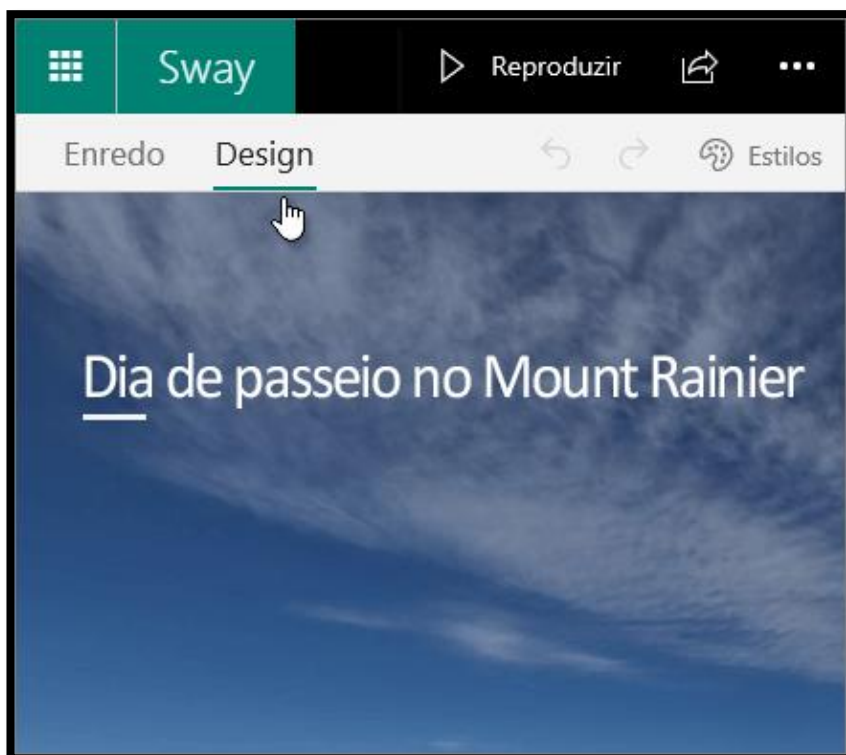 Sway Reproduzir
Enredo Design Estilos
Dia de passeio no Mount Rainier